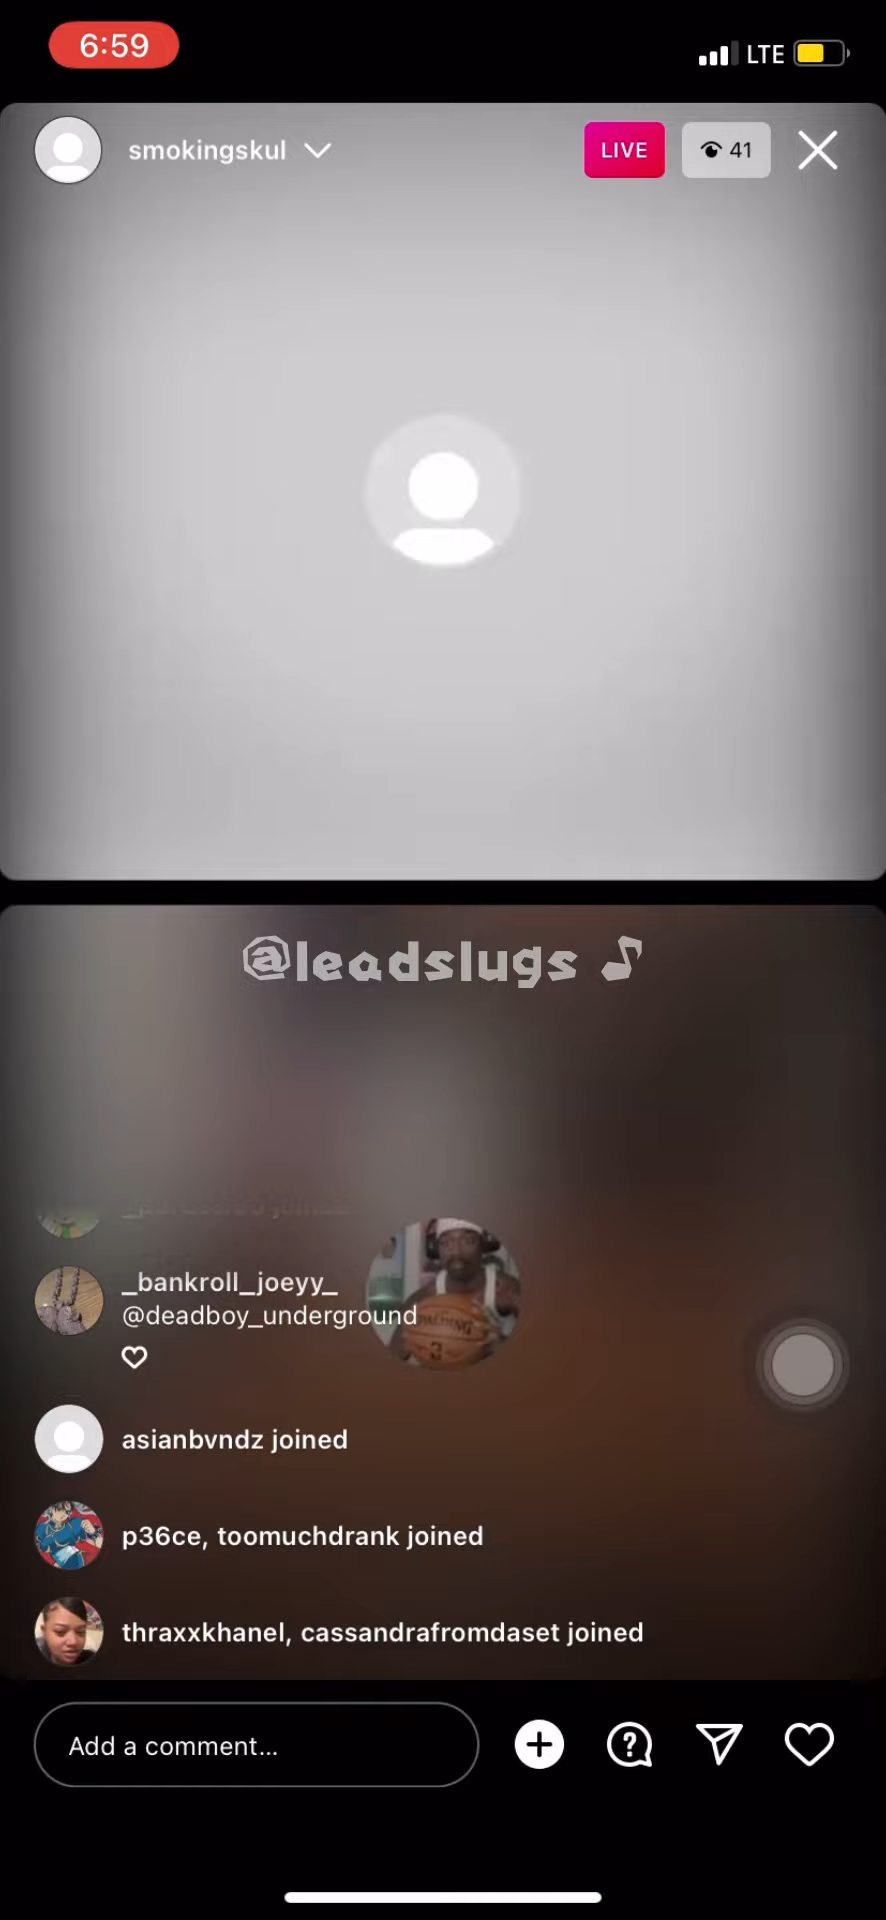 6:59
LTE
smokingskul
LIVE
41
@leadslugs
_bankroll_joeyy_
@deadboy_underground
SPALDING
asianbvndz joined
p36ce, toomuchdrank joined
thraxxkhanel, cassandrafromdaset joined
Add a comment...